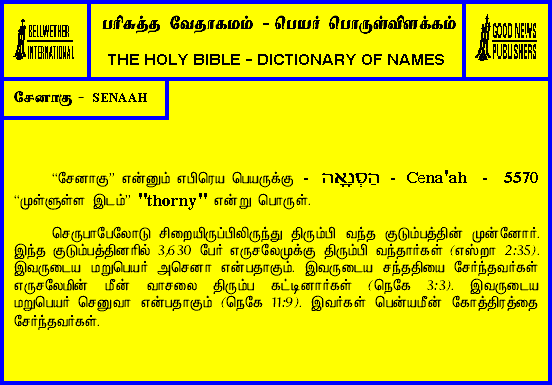 BELLWETHER
INTERNATIONAL
பரிசுத்த வேதாகமம் - பெயர் பொருள்விளக்கம்
THE HOLY BIBLE - DICTIONARY OF NAMES
GOOD NEWS
PUBLISHERS
சேனாகு - SENAAH
“சேனாகு” என்னும் எபிரெய பெயருக்கு - הַסְנָאָה - Cena'ah - 5570
“முள்ளுள்ள இடம்” "thorny" என்று பொருள்.
செருபாபேலோடு சிறையிருப்பிலிருந்து திரும்பி வந்த குடும்பத்தின் முன்னோர்.
இந்த குடும்பத்தினரில் 3,630 பேர் எருசலேமுக்கு திரும்பி வந்தார்கள் (எஸ்றா 2:35).
இவருடைய மறுபெயர் அசெனா என்பதாகும். இவருடைய சந்ததியை சேர்ந்தவர்கள்
எருசலேமின் மீன் வாசலை திரும்ப கட்டினார்கள் (நெகே 3:3). இவருடைய
மறுபெயர் செனுவா என்பதாகும் (நெகே 11:9). இவர்கள் பென்யமீன் கோத்திரத்தை
சேர்ந்தவர்கள்.